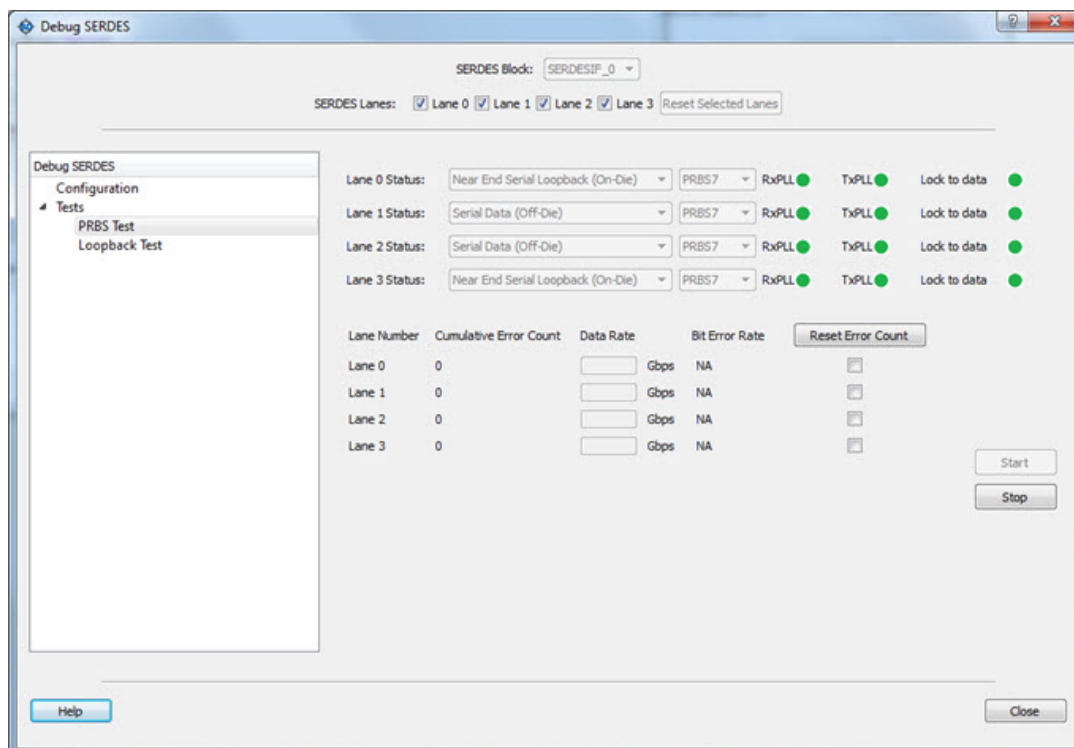 Debug SERDES
SERDES Block: SERDESIF_0
SERDES Lanes: Lane 0 Lane 1 Lane 2 Lane 3 Reset Selected Lanes
Debug SERDES
Configuration
Tests
PRBS Test
Loopback Test
Lane 0 Status: Near End Serial Loopback (On-Die) PRBS7 RxPLL TxPLL Lock to data
Lane 1 Status: Serial Data (Off-Die) PRBS7 RxPLL TxPLL Lock to data
Lane 2 Status: Serial Data (Off-Die) PRBS7 RxPLL TxPLL Lock to data
Lane 3 Status: Near End Serial Loopback (On-Die) PRBS7 RxPLL TxPLL Lock to data
Lane Number Cumulative Error Count Data Rate Bit Error Rate Reset Error Count
Lane 0 0 Gbps NA
Lane 1 0 Gbps NA
Lane 2 0 Gbps NA
Lane 3 0 Gbps NA
Start
Stop
Help Close